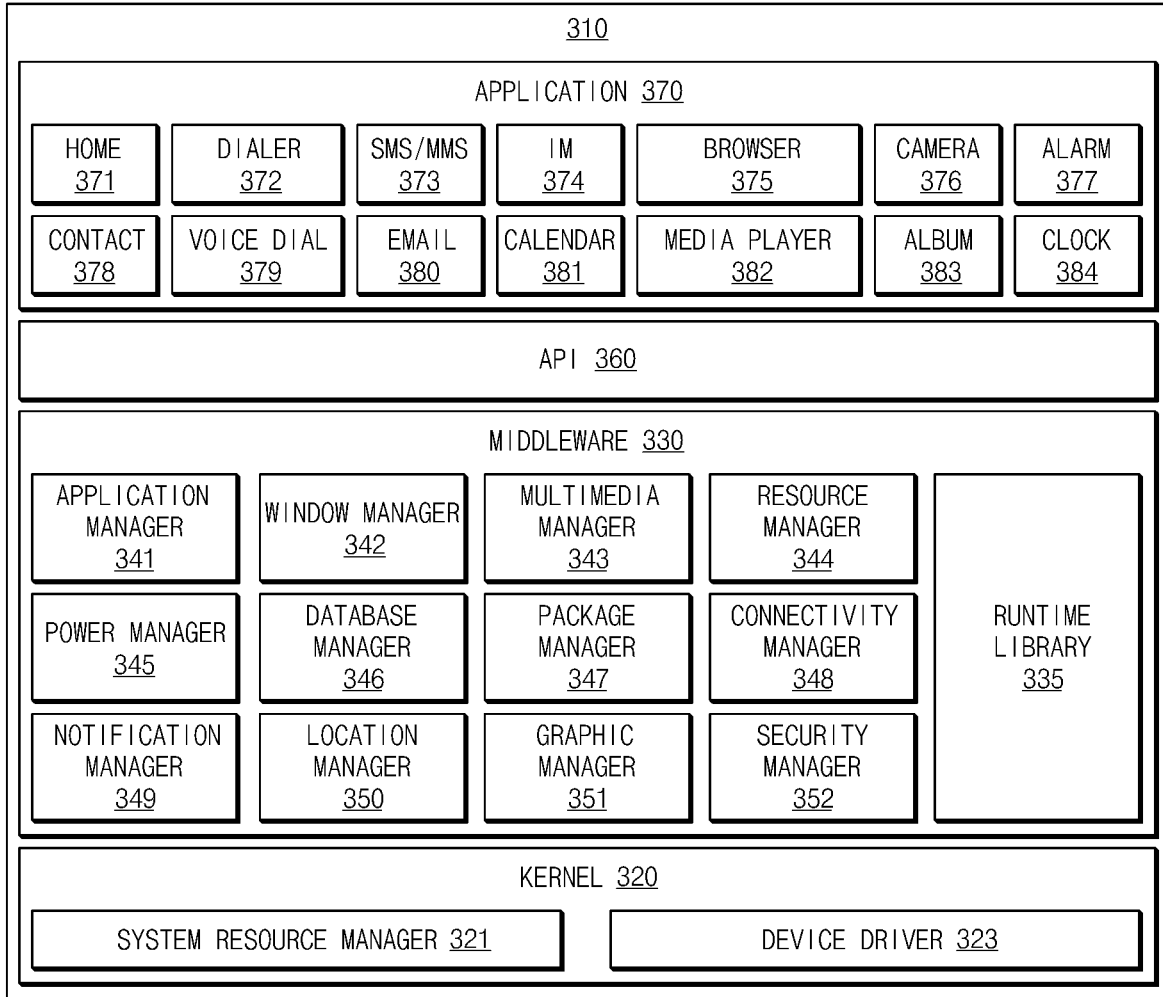 310
APPLICATION 370
HOME
371
DIALER
372
SMS/MMS
373
IM
374
BROWSER
375
CAMERA
376
ALARM
377
CONTACT
378
VOICE DIAL
379
EMAIL
380
CALENDAR
381
MEDIA PLAYER
382
ALBUM
383
CLOCK
384
API 360
MIDDLEWARE 330
APPLICATION
MANAGER
341
WINDOW MANAGER
342
MULTIMEDIA
MANAGER
343
RESOURCE
MANAGER
344
POWER MANAGER
345
DATABASE
MANAGER
346
PACKAGE
MANAGER
347
CONNECTIVITY
MANAGER
348
NOTIFICATION
MANAGER
349
LOCATION
MANAGER
350
GRAPHIC
MANAGER
351
SECURITY
MANAGER
352
RUNTIME
LIBRARY
335
KERNEL 320
SYSTEM RESOURCE MANAGER 321
DEVICE DRIVER 323